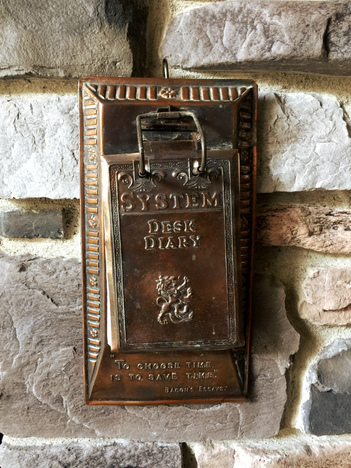 SYSTEM
DESK
DIARY
"TO CHOOSE TIME
IS TO SAVE TIME."
BACON'S ESSAYS